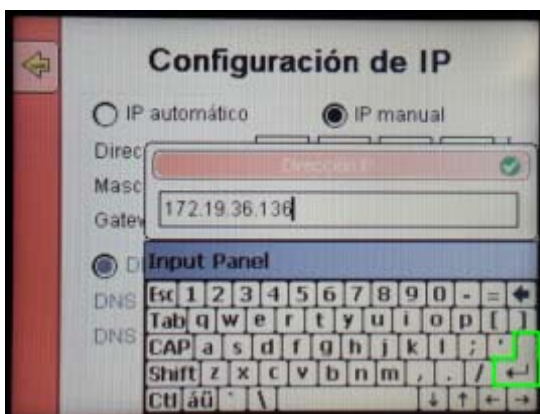 Configuración de IP
IP automático IP manual
Direc
Dirección IP
Masc
172.19.36.136
Gatew
Input Panel
DNS
Esc 1 2 3 4 5 6 7 8 9 0 - =
Tab q w e r t y u i o p [ ]
DNS
CAP a s d f g h j k l ; '
Shift z x c v b n m , . /
Ctl áü ` \